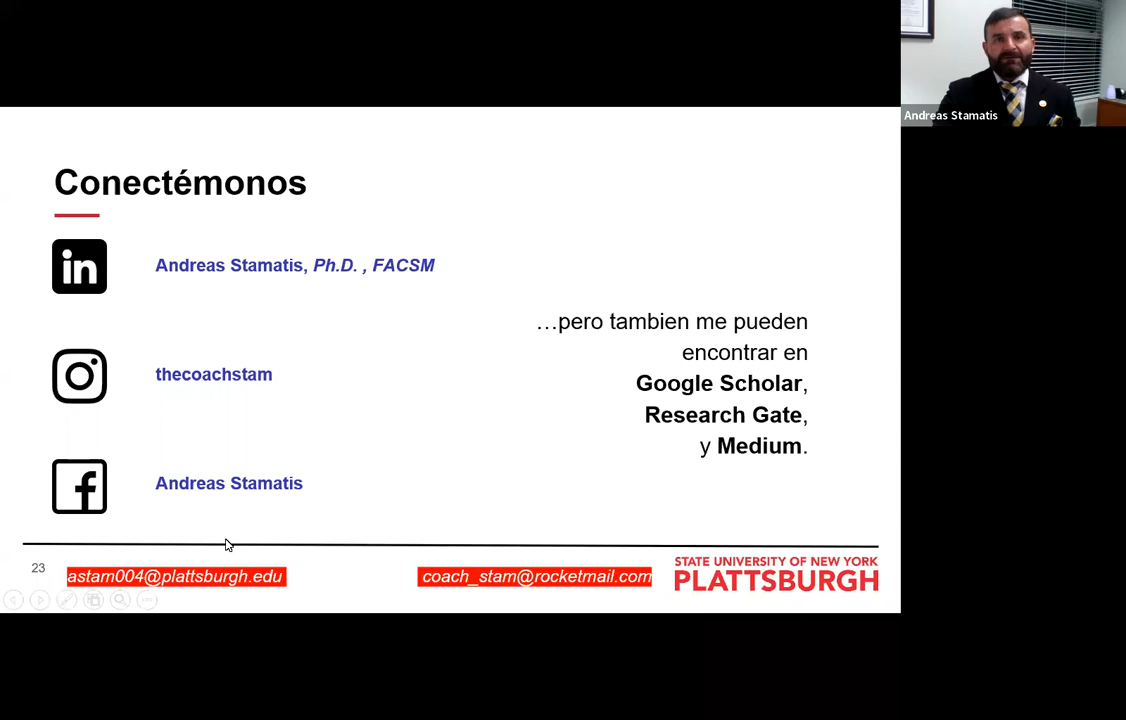 Andreas Stamatis
Conectémonos
in
Andreas Stamatis, Ph.D. , FACSM
thecoachstam
Andreas Stamatis
…pero tambien me pueden
encontrar en
Google Scholar,
Research Gate,
y Medium.
23
astam004@plattsburgh.edu
coach_stam@rocketmail.com
STATE UNIVERSITY OF NEW YORK
PLATTSBURGH